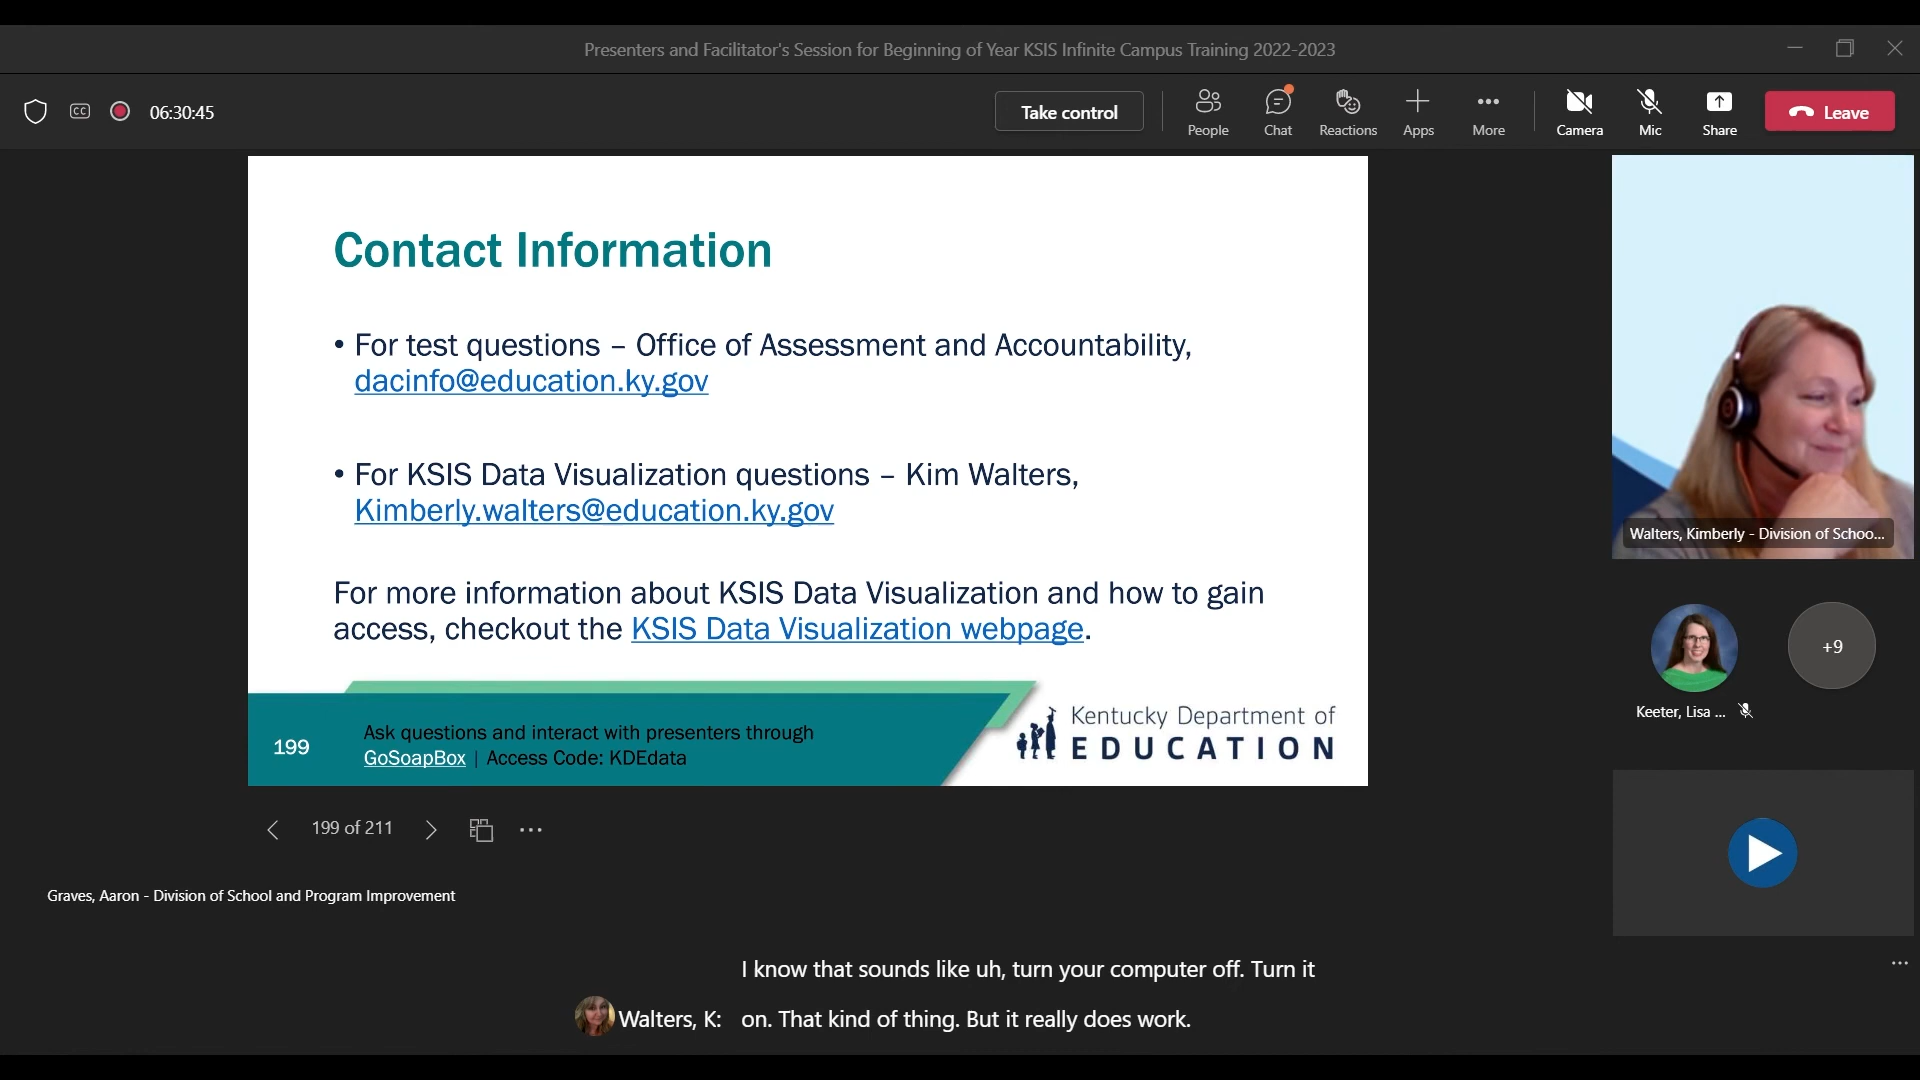 Presenters and Facilitator's Session for Beginning of Year KSIS Infinite Campus Training 2022-2023
CC
06:30:45
Take control
People
Chat
Reactions
Apps
More
Camera
Mic
Share
Leave
Contact Information
• For test questions – Office of Assessment and Accountability,
dacinfo@education.ky.gov
• For KSIS Data Visualization questions – Kim Walters,
Kimberly.walters@education.ky.gov
For more information about KSIS Data Visualization and how to gain
access, checkout the KSIS Data Visualization webpage.
199
Ask questions and interact with presenters through
GoSoapBox | Access Code: KDEdata
Kentucky Department of
EDUCATION
Walters, Kimberly - Division of Schoo...
+9
Keeter, Lisa ...
199 of 211
Graves, Aaron - Division of School and Program Improvement
I know that sounds like uh, turn your computer off. Turn it
Walters, K: on. That kind of thing. But it really does work.